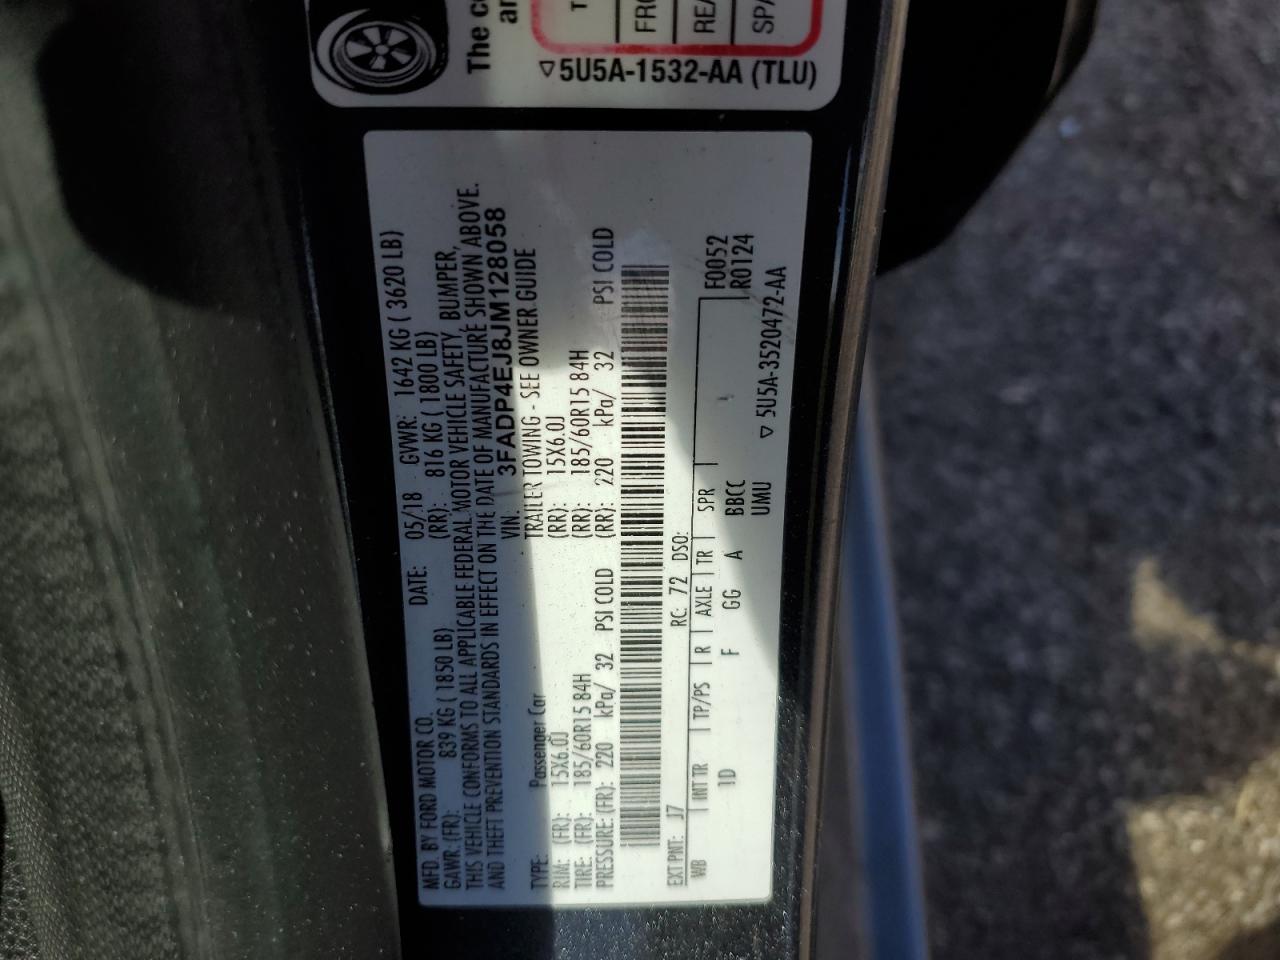 The co
an
T
FRO
REA
SPA
5U5A-1532-AA (TLU)
MFD. BY FORD MOTOR CO. DATE: 05/18 GVWR: 1642 KG ( 3620 LB)
GAWR: (FR): 839 KG ( 1850 LB) (RR): 816 KG ( 1800 LB)
THIS VEHICLE CONFORMS TO ALL APPLICABLE FEDERAL MOTOR VEHICLE SAFETY, BUMPER,
AND THEFT PREVENTION STANDARDS IN EFFECT ON THE DATE OF MANUFACTURE SHOWN ABOVE.
VIN: 3FADP4EJ8JM128058
TYPE: Passenger Car TRAILER TOWING - SEE OWNER GUIDE
RIM: (FR): 15X6.0J (RR): 15X6.0J
TIRE: (FR): 185/60R15 84H (RR): 185/60R15 84H
PRESSURE: (FR): 220 kPa/ 32 PSI COLD (RR): 220 kPa/ 32 PSI COLD
EXT PNT: J7 RC: 72 DSO: F0052
WB INT TR TP/PS R AXLE TR SPR R0124
1D F GG A BBCC
UMU 5U5A-3520472-AA